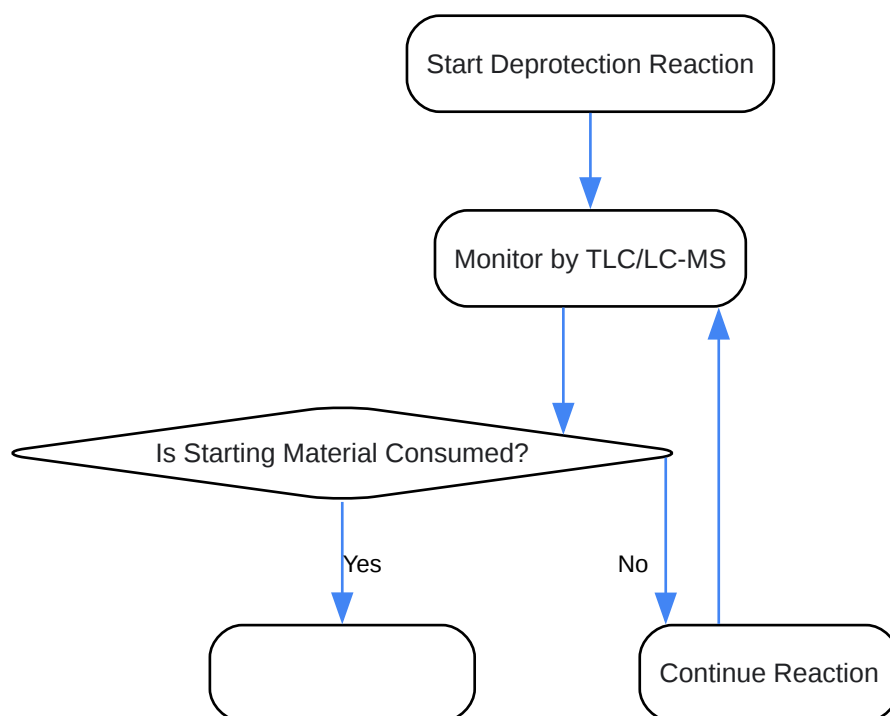 Start Deprotection Reaction
Monitor by TLC/LC-MS
Is Starting Material Consumed?
Yes
No
Continue Reaction